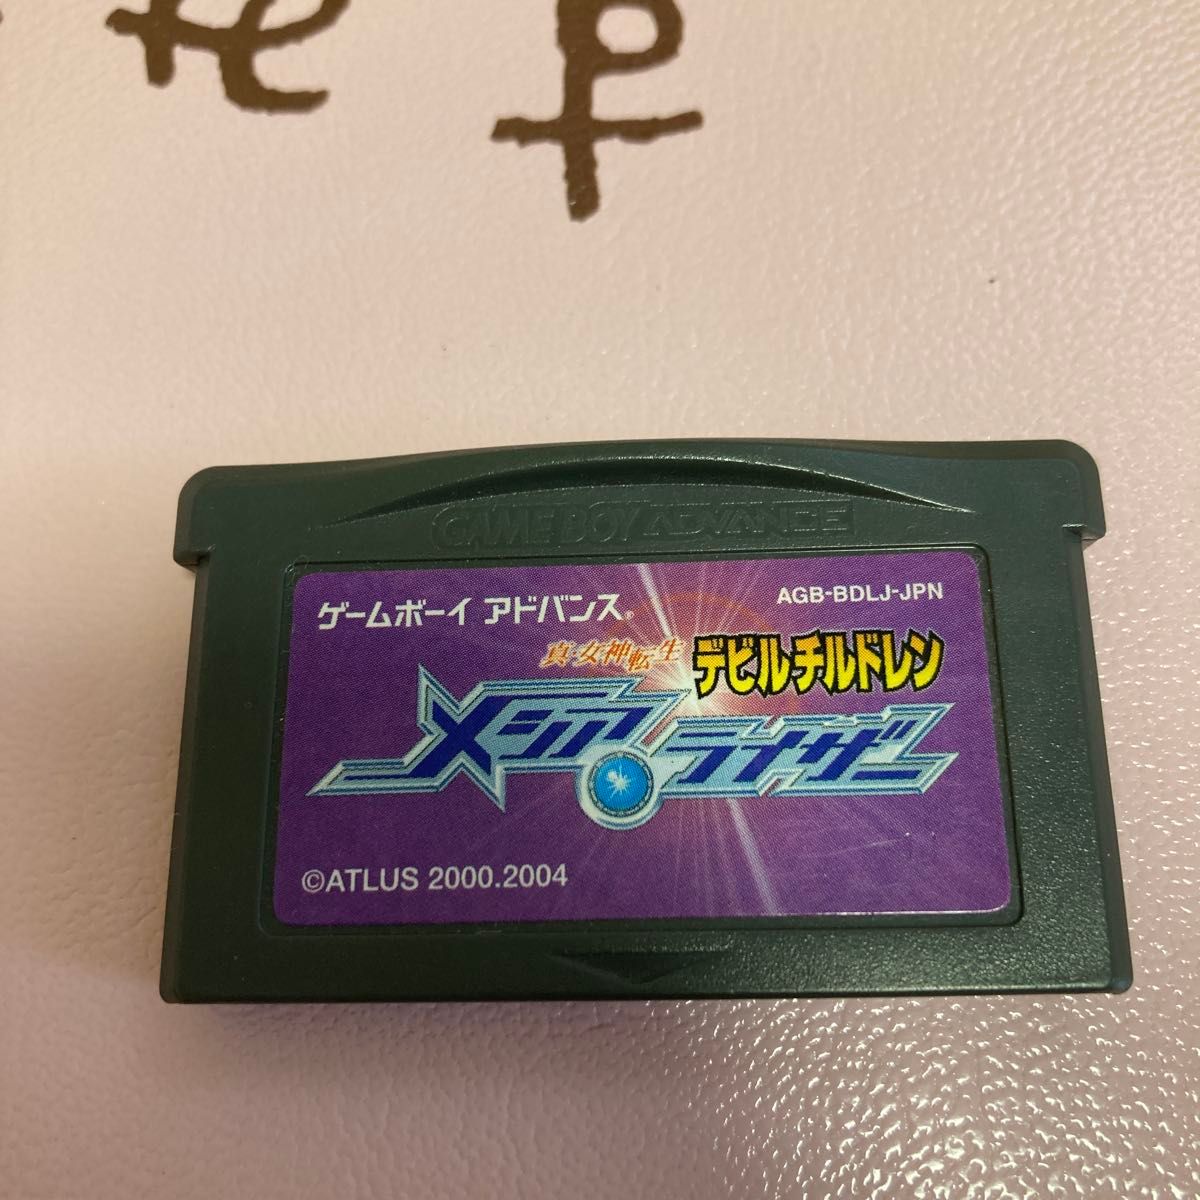 GAME BOY ADVANCE
ゲームボーイ アドバンス®
AGB-BDLJ-JPN
真・女神転生 デビルチルドレン
メシアライザー
©ATLUS 2000.2004